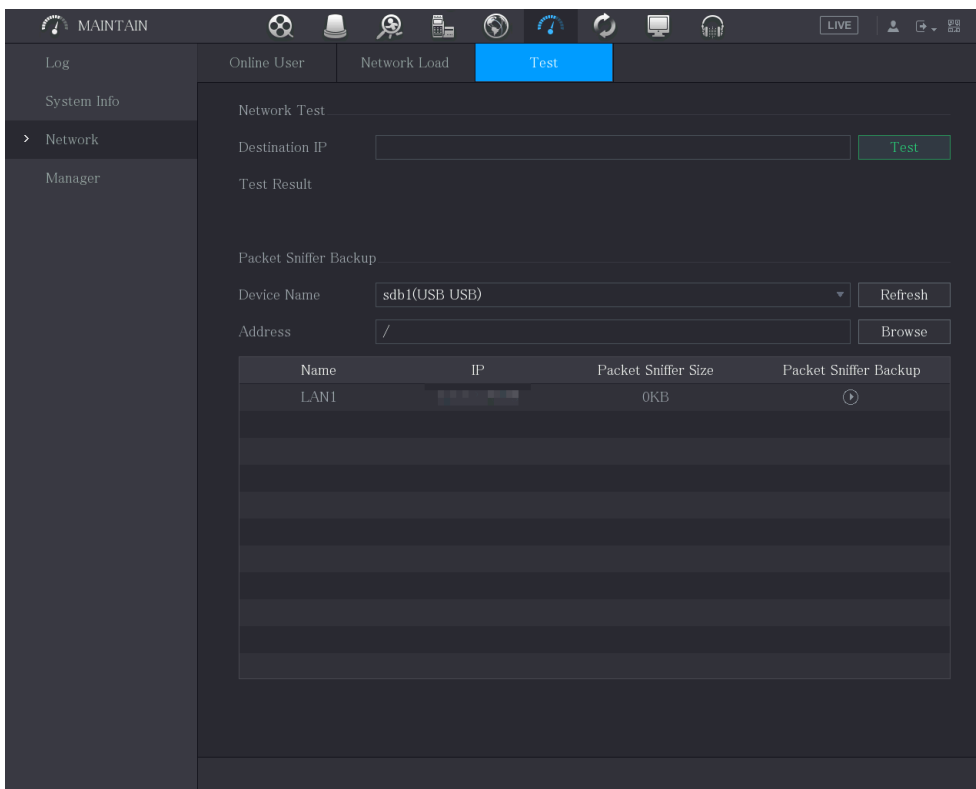 MAINTAIN
LIVE
Log
System Info
Network
Manager
Online User
Network Load
Test
Network Test
Destination IP
Test
Test Result
Packet Sniffer Backup
Device Name
sdb1(USB USB)
Refresh
Address
/
Browse
Name IP Packet Sniffer Size Packet Sniffer Backup
LAN1 0KB